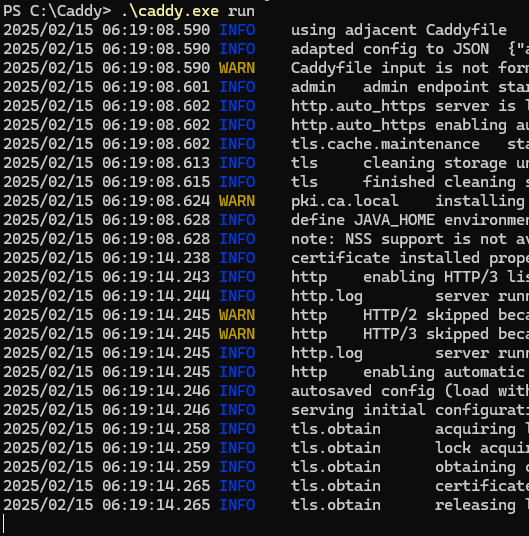 PS C:\Caddy> .\caddy.exe run
2025/02/15 06:19:08.590 INFO using adjacent Caddyfile
2025/02/15 06:19:08.590 INFO adapted config to JSON {"a
2025/02/15 06:19:08.590 WARN Caddyfile input is not for
2025/02/15 06:19:08.601 INFO admin admin endpoint star
2025/02/15 06:19:08.602 INFO http.auto_https server is l
2025/02/15 06:19:08.602 INFO http.auto_https enabling au
2025/02/15 06:19:08.602 INFO tls.cache.maintenance sta
2025/02/15 06:19:08.613 INFO tls cleaning storage un
2025/02/15 06:19:08.615 INFO tls finished cleaning s
2025/02/15 06:19:08.624 WARN pki.ca.local installing
2025/02/15 06:19:08.628 INFO define JAVA_HOME environme
2025/02/15 06:19:08.628 INFO note: NSS support is not av
2025/02/15 06:19:14.238 INFO certificate installed prope
2025/02/15 06:19:14.243 INFO http enabling HTTP/3 lis
2025/02/15 06:19:14.244 INFO http.log server runn
2025/02/15 06:19:14.245 WARN http HTTP/2 skipped beca
2025/02/15 06:19:14.245 WARN http HTTP/3 skipped beca
2025/02/15 06:19:14.245 INFO http.log server runn
2025/02/15 06:19:14.245 INFO http enabling automatic
2025/02/15 06:19:14.246 INFO autosaved config (load with
2025/02/15 06:19:14.246 INFO serving initial configurati
2025/02/15 06:19:14.258 INFO tls.obtain acquiring l
2025/02/15 06:19:14.259 INFO tls.obtain lock acquir
2025/02/15 06:19:14.259 INFO tls.obtain obtaining c
2025/02/15 06:19:14.265 INFO tls.obtain certificate
2025/02/15 06:19:14.265 INFO tls.obtain releasing l